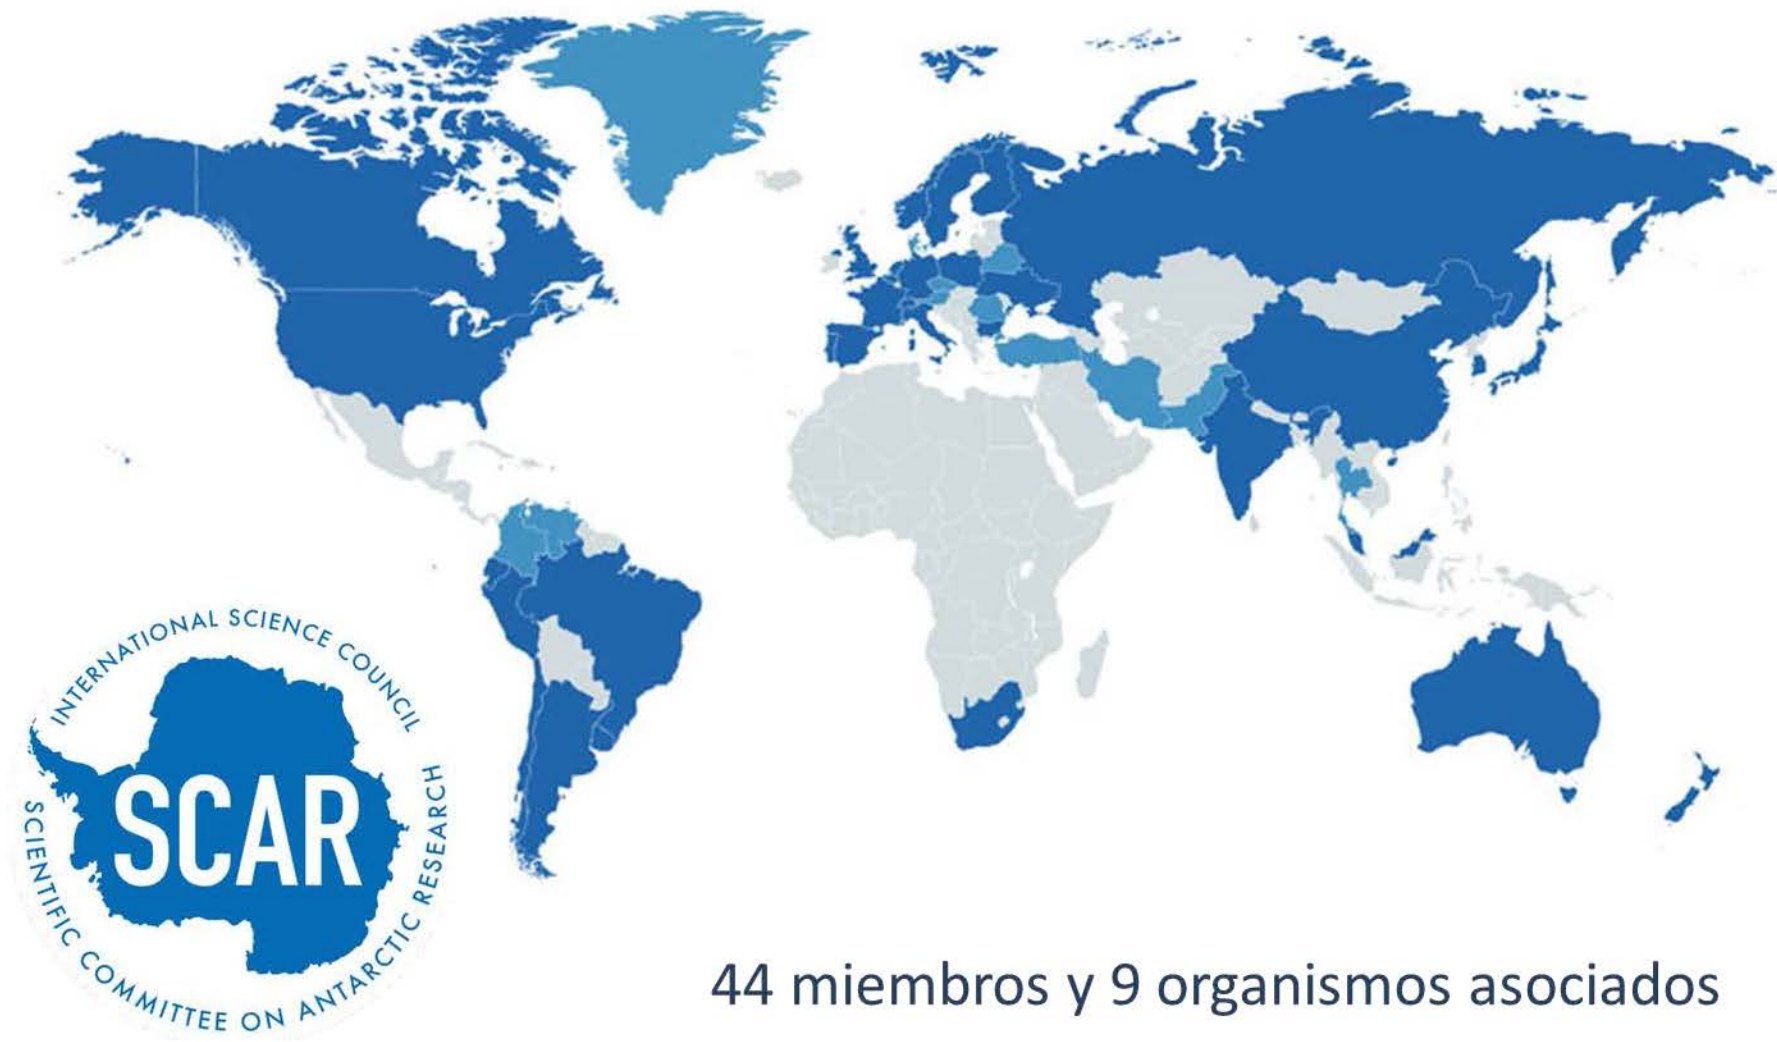 INTERNATIONAL SCIENCE COUNCIL
SCAR
SCIENTIFIC COMMITTEE ON ANTARCTIC RESEARCH
44 miembros y 9 organismos asociados